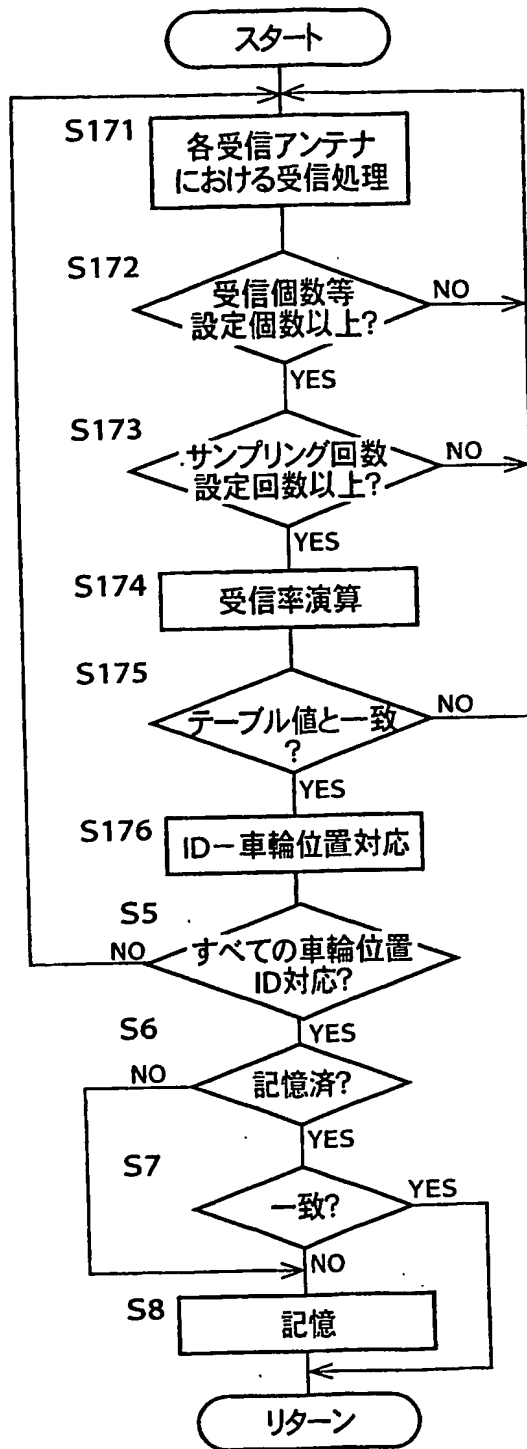 スタート
S171
各受信アンテナ
における受信処理
S172
受信個数等
設定個数以上?
NO
YES
S173
サンプリング回数
設定回数以上?
NO
YES
S174
受信率演算
S175
テーブル値と一致
?
NO
YES
S176
ID－車輪位置対応
S5
すべての車輪位置
ID対応?
NO
YES
S6
記憶済?
NO
YES
S7
一致?
YES
NO
S8
記憶
リターン